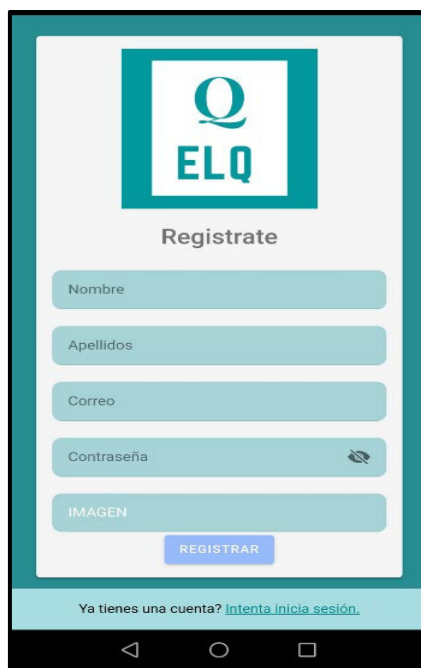 Q
ELQ
Registrate
Nombre
Apellidos
Correo
Contraseña
IMAGEN
REGISTRAR
Ya tienes una cuenta? Intenta inicia sesión.